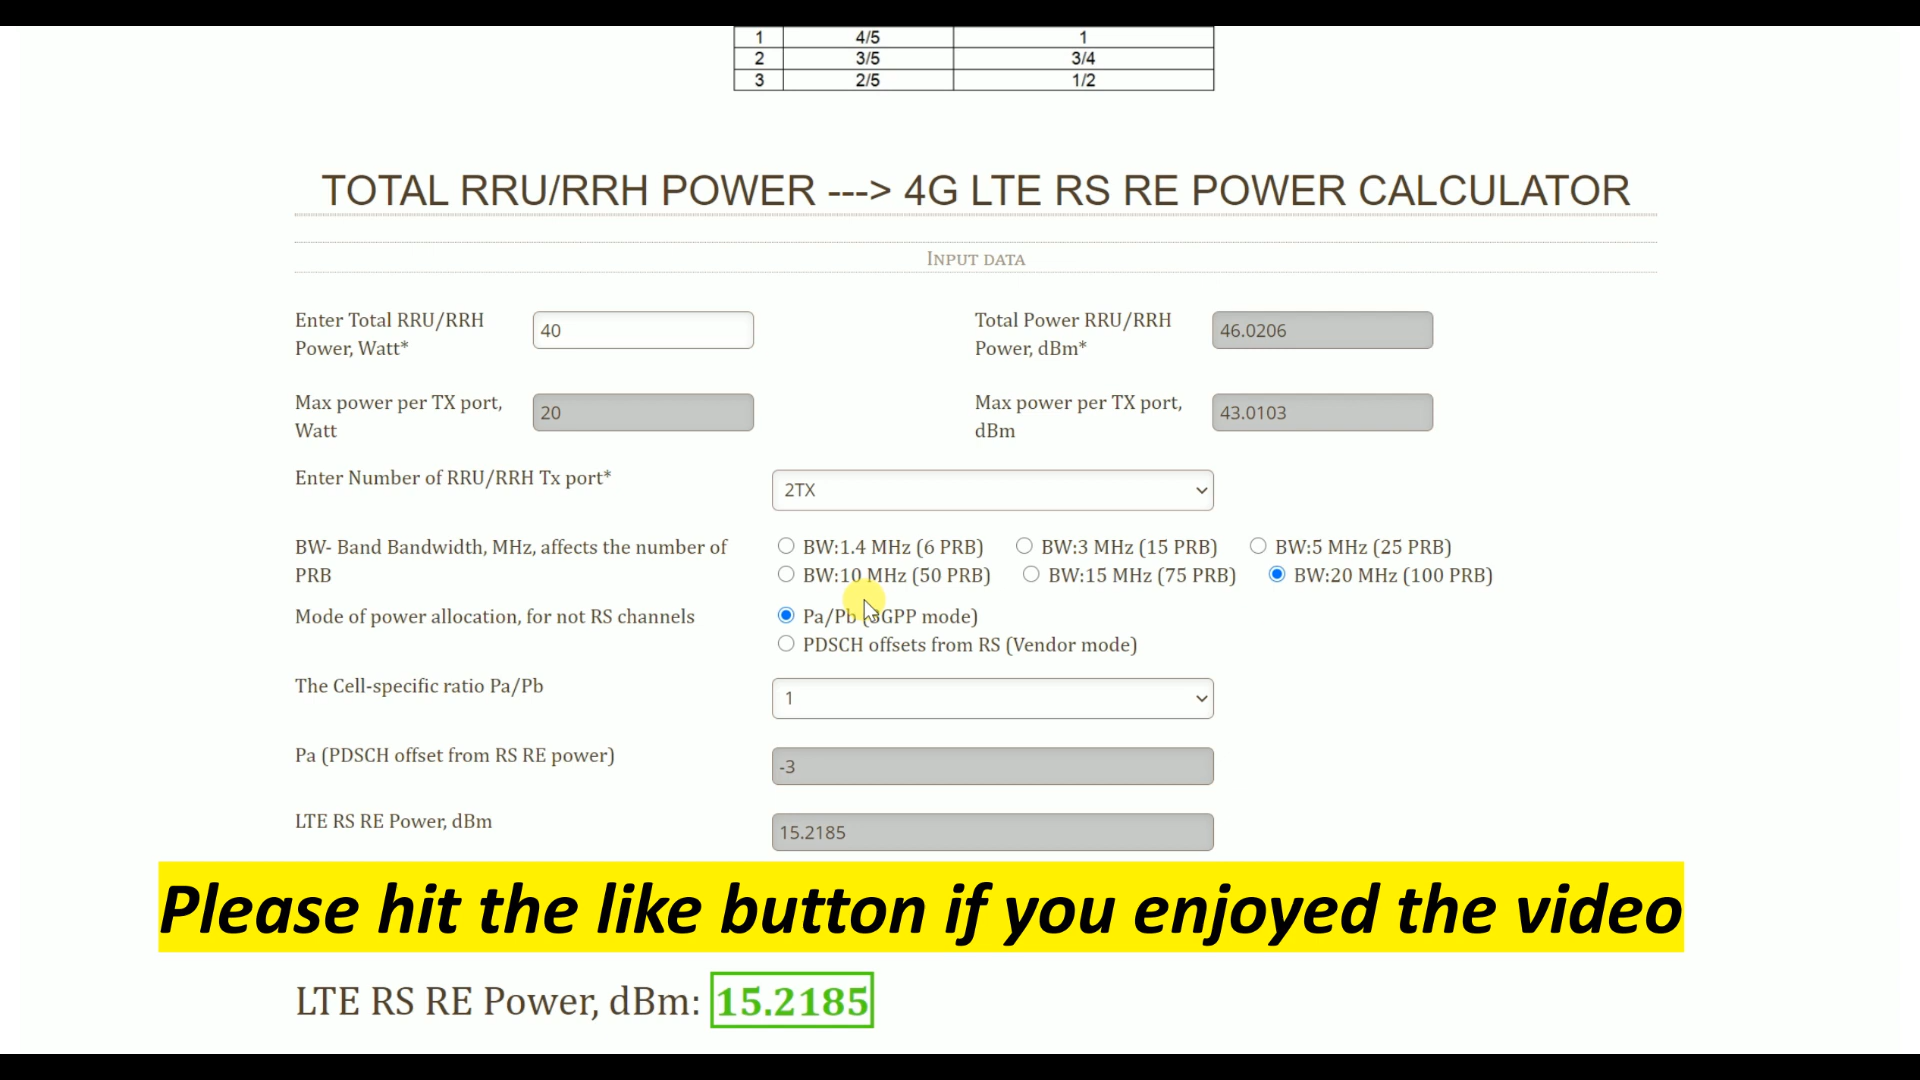 1 4/5 1
2 3/5 3/4
3 2/5 1/2
TOTAL RRU/RRH POWER ---> 4G LTE RS RE POWER CALCULATOR
INPUT DATA
Enter Total RRU/RRH
Power, Watt*
40
Total Power RRU/RRH
Power, dBm*
46.0206
Max power per TX port,
Watt
20
Max power per TX port,
dBm
43.0103
Enter Number of RRU/RRH Tx port*
2TX
BW- Band Bandwidth, MHz, affects the number of
PRB
BW:1.4 MHz (6 PRB) BW:3 MHz (15 PRB) BW:5 MHz (25 PRB)
BW:10 MHz (50 PRB) BW:15 MHz (75 PRB) BW:20 MHz (100 PRB)
Mode of power allocation, for not RS channels
Pa/Pb (3GPP mode)
PDSCH offsets from RS (Vendor mode)
The Cell-specific ratio Pa/Pb
1
Pa (PDSCH offset from RS RE power)
-3
LTE RS RE Power, dBm
15.2185
Please hit the like button if you enjoyed the video
LTE RS RE Power, dBm: 15.2185